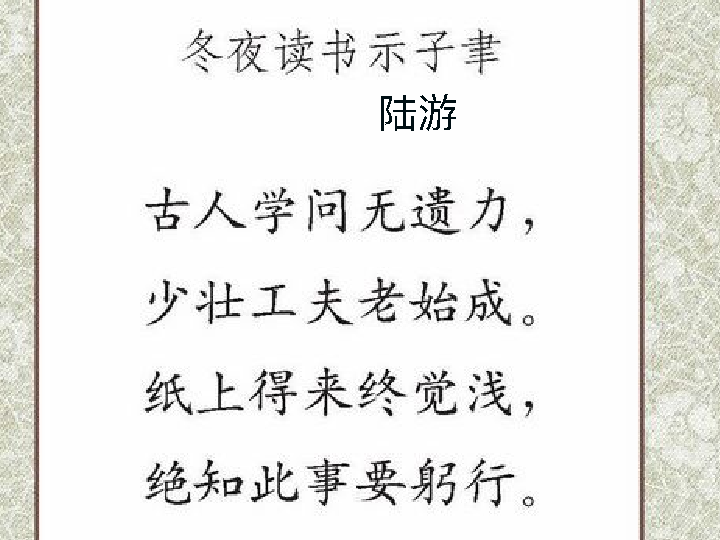 冬夜读书示子聿
陆游
古人学问无遗力，
少壮工夫老始成。
纸上得来终觉浅，
绝知此事要躬行。